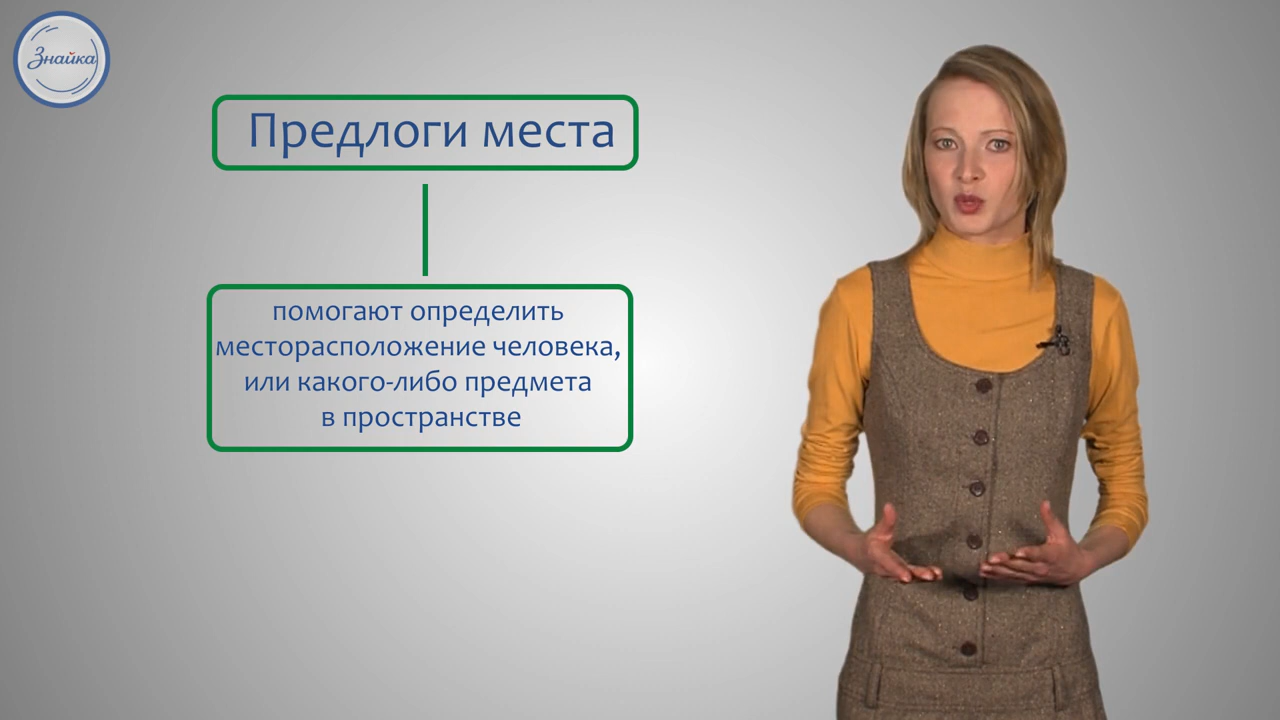 Знайка
Предлоги места
помогают определить
месторасположение человека,
или какого-либо предмета
в пространстве